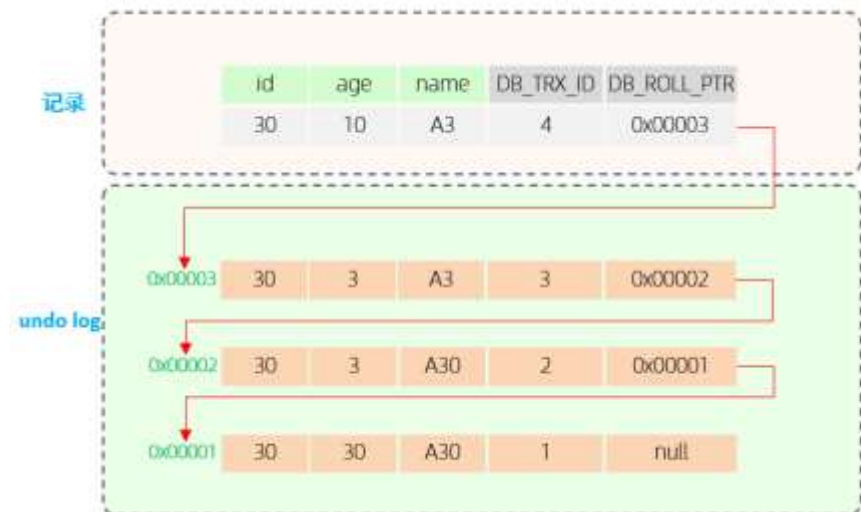 id age name DB_TRX_ID DB_ROLL_PTR
记录
30 10 A3 4 0x00003
0x00003 30 3 A3 3 0x00002
undo log
0x00002 30 3 A30 2 0x00001
0x00001 30 30 A30 1 null